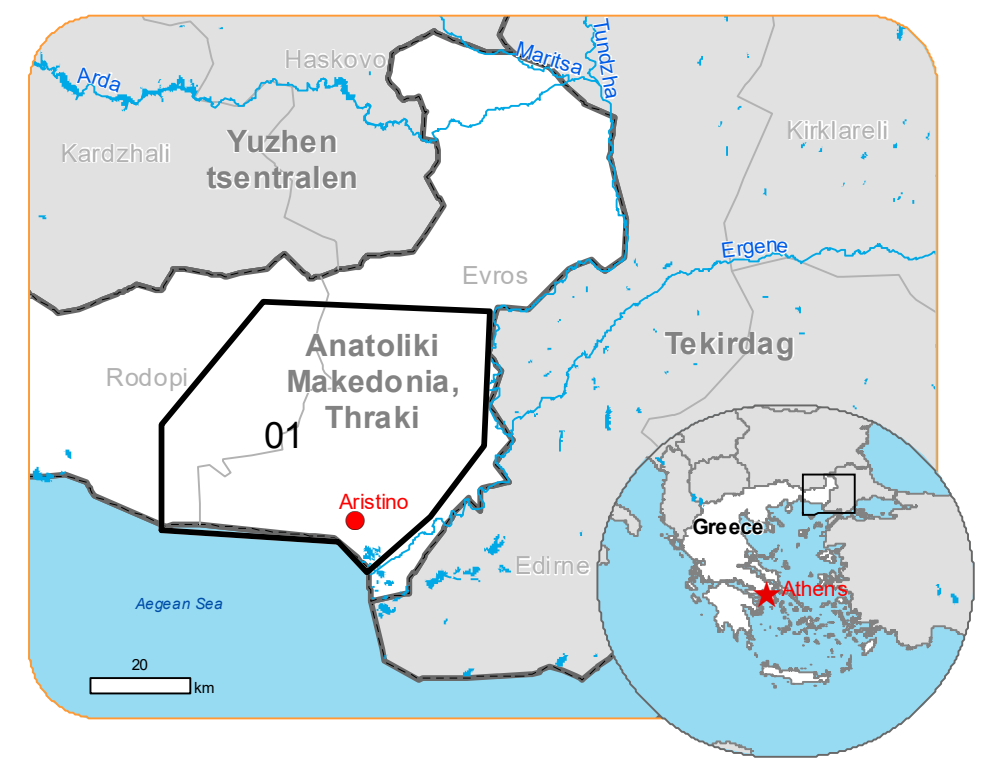 Haskovo
Maritsa
Tundzha
Arda
Kardzhali
Yuzhen
tsentralen
Kirklareli
Ergene
Evros
Rodopi
Anatoliki
Makedonia,
Thraki
Tekirdag
01
Aristino
Edirne
Aegean Sea
20
km
Greece
Athens